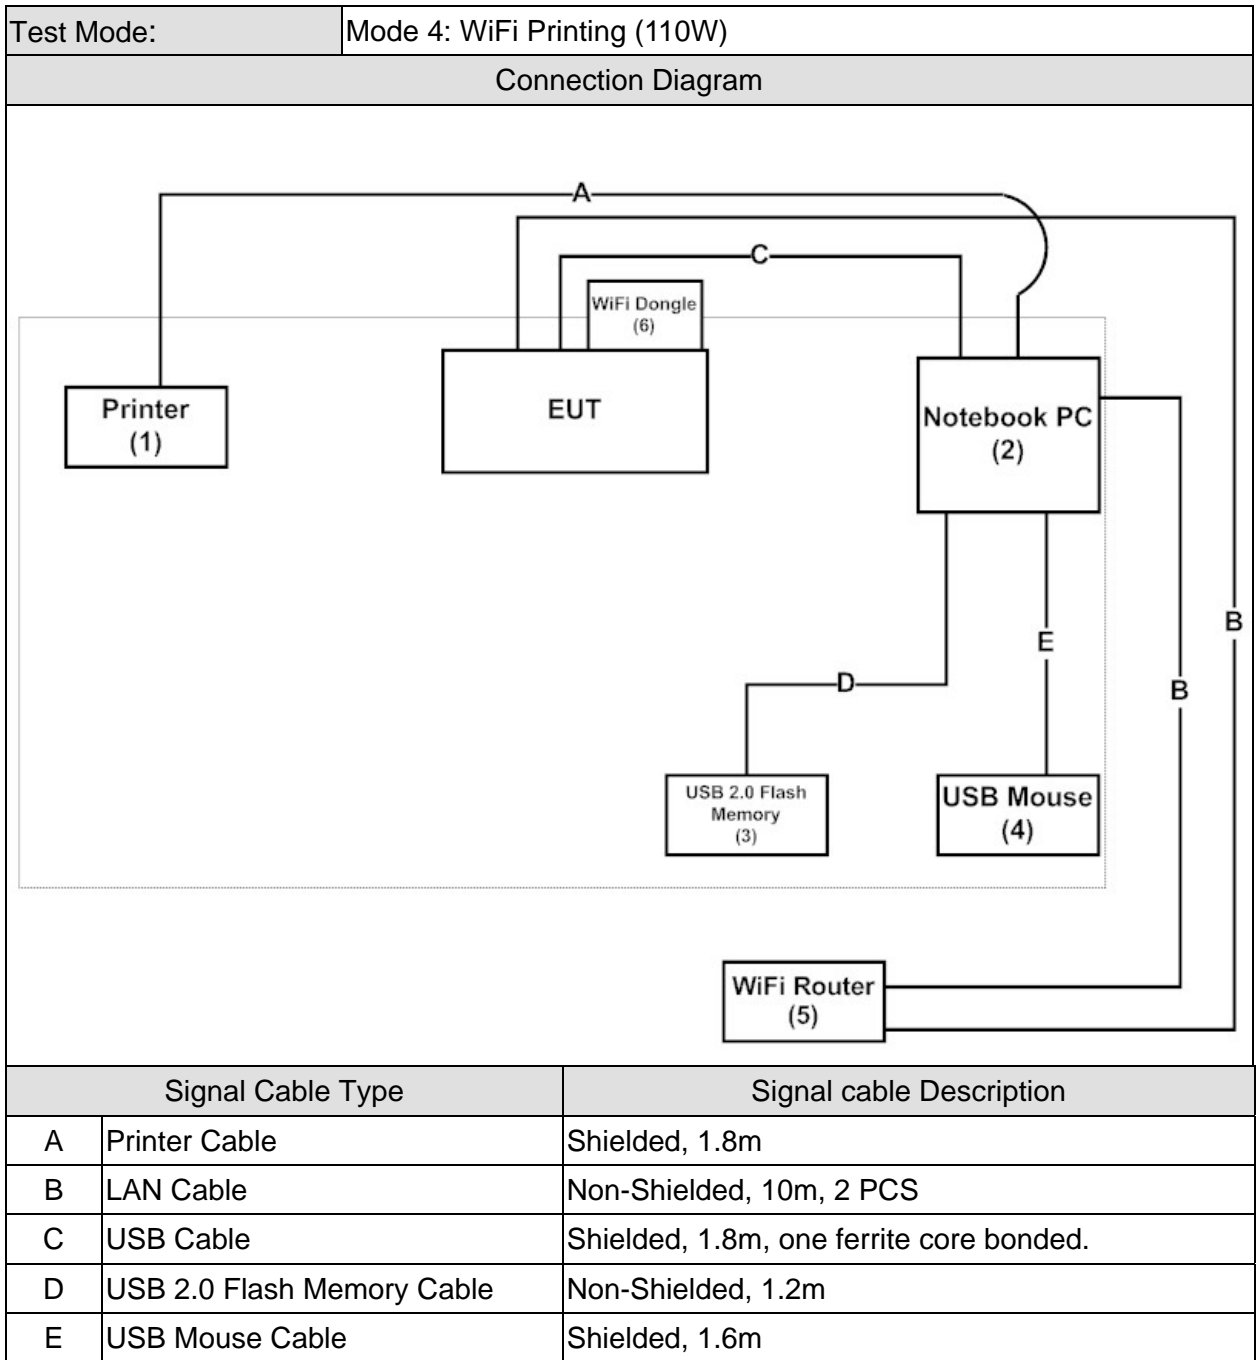 Test Mode: Mode 4: WiFi Printing (110W)
Connection Diagram
A
C
WiFi Dongle
(6)
Printer
(1)
EUT
Notebook PC
(2)
B
E
D
B
USB 2.0 Flash
Memory
(3)
USB Mouse
(4)
WiFi Router
(5)
Signal Cable Type Signal cable Description
A Printer Cable Shielded, 1.8m
B LAN Cable Non-Shielded, 10m, 2 PCS
C USB Cable Shielded, 1.8m, one ferrite core bonded.
D USB 2.0 Flash Memory Cable Non-Shielded, 1.2m
E USB Mouse Cable Shielded, 1.6m